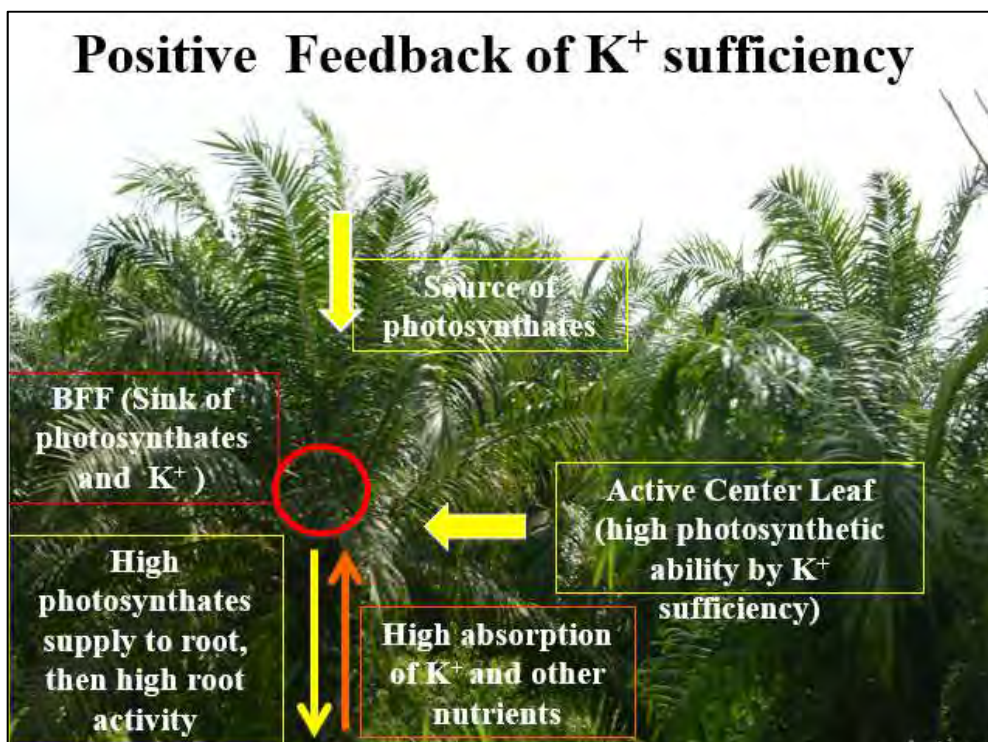 Positive Feedback of K⁺ sufficiency
Source of
photosynthates
BFF (Sink of
photosynthates
and K⁺ )
Active Center Leaf
(high photosynthetic
ability by K⁺
sufficiency)
High
photosynthates
supply to root,
then high root
activity
High absorption
of K⁺ and other
nutrients